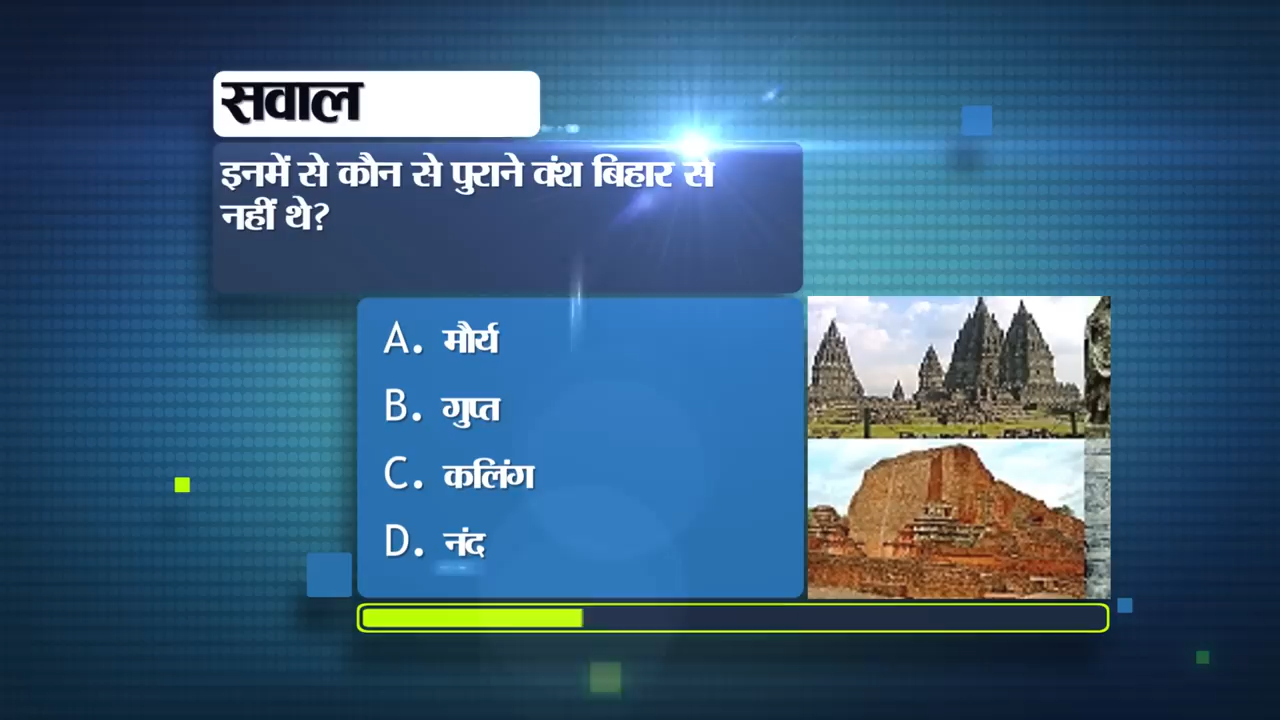 सवाल
इनमें से कौन से पुराने वंश बिहार से
नहीं थे?
A. मौर्य
B. गुप्त
C. कलिंग
D. नंद